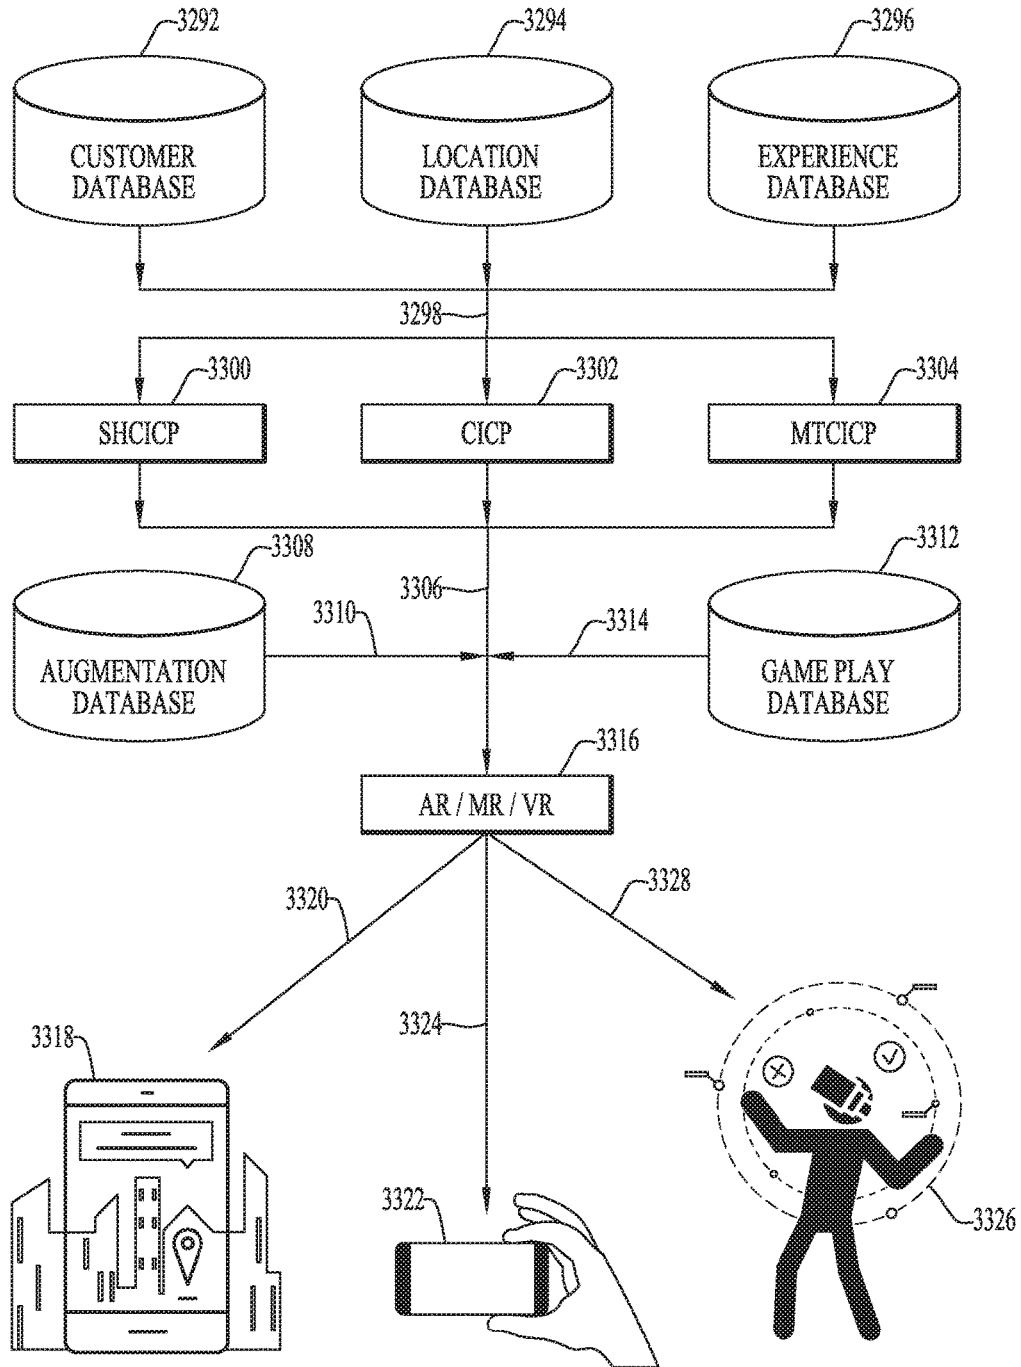 3292
3294
3296
CUSTOMER
DATABASE
LOCATION
DATABASE
EXPERIENCE
DATABASE
3298
3300
3302
3304
SHCICP
CICP
MTCICP
3308
3312
3306
3310
3314
AUGMENTATION
DATABASE
GAME PLAY
DATABASE
3316
AR / MR / VR
3320
3328
3324
3318
3322
3326